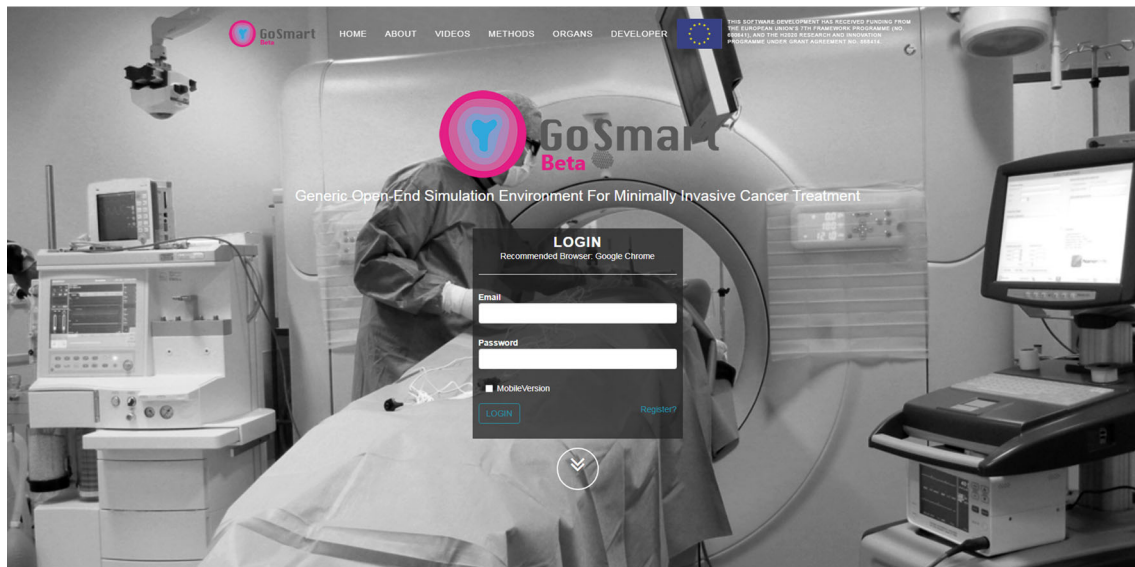 GoSmart
Beta
HOME ABOUT VIDEOS METHODS ORGANS DEVELOPER
THIS SOFTWARE DEVELOPMENT HAS RECEIVED FUNDING FROM
THE EUROPEAN UNION'S 7TH FRAMEWORK PROGRAMME (NO.
600641), AND THE H2020 RESEARCH AND INNOVATION
PROGRAMME UNDER GRANT AGREEMENT NO.
GoSmart
Beta
Generic Open-End Simulation Environment For Minimally Invasive Cancer Treatment
LOGIN
Recommended Browser: Google Chrome
Email
Password
MobileVersion
LOGIN
Register?